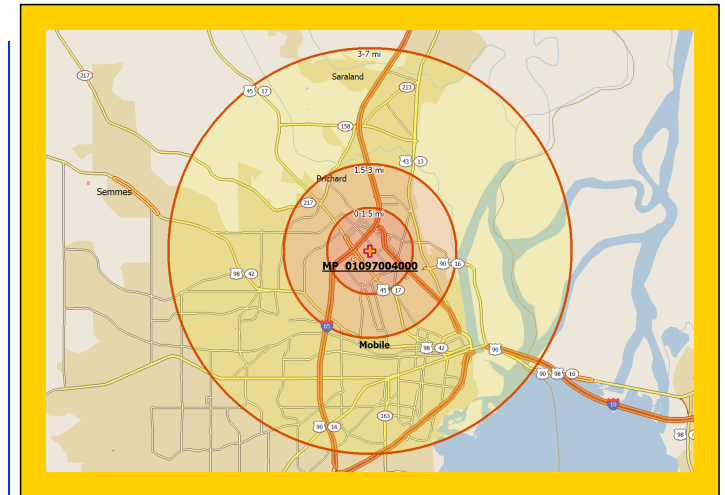 3-7 mi
Saraland
217
45 17
213
158
43 13
1.5-3 mi
Prichard
Semmes
217
0-1.5 mi
MP_01097004000
90 16
98 42
45 17
65
Mobile
98 42
90
90 98 16
10
163
90 16
98